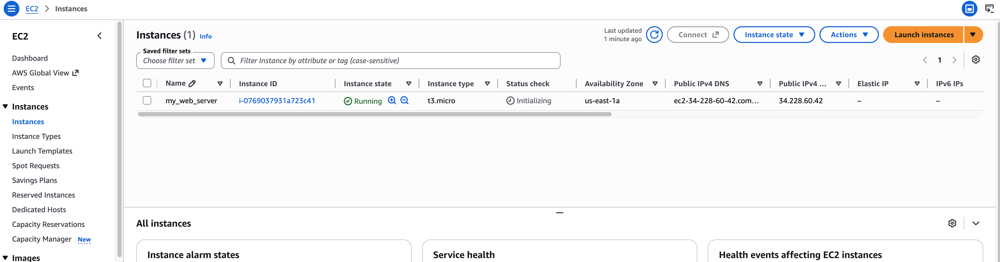 EC2 > Instances
EC2
Dashboard
AWS Global View
Events
Instances
Instances
Instance Types
Launch Templates
Spot Requests
Savings Plans
Reserved Instances
Dedicated Hosts
Capacity Reservations
Capacity Manager New
Images
Instances (1) Info
Last updated
1 minute ago
Connect
Instance state
Actions
Launch instances
Saved filter sets
Choose filter set
Filter Instance by attribute or tag (case-sensitive)
1
Name Instance ID Instance state Instance type Status check Availability Zone Public IPv4 DNS Public IPv4 ... Elastic IP IPv6 IPs
my_web_server i-0769037931a723c41 Running t3.micro Initializing us-east-1a ec2-34-228-60-42.com... 34.228.60.42 – –
All instances
Instance alarm states
Service health
Health events affecting EC2 instances